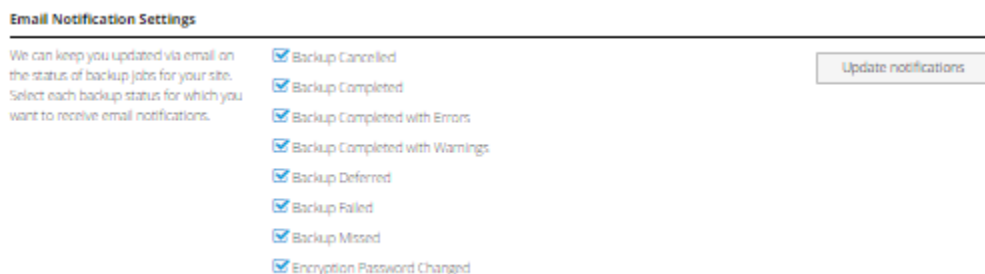 Email Notification Settings
We can keep you updated via email on
the status of backup jobs for your site.
Select each backup status for which you
want to receive email notifications.
Backup Cancelled
Backup Completed
Backup Completed with Errors
Backup Completed with Warnings
Backup Deferred
Backup Failed
Backup Missed
Encryption Password Changed
Update notifications